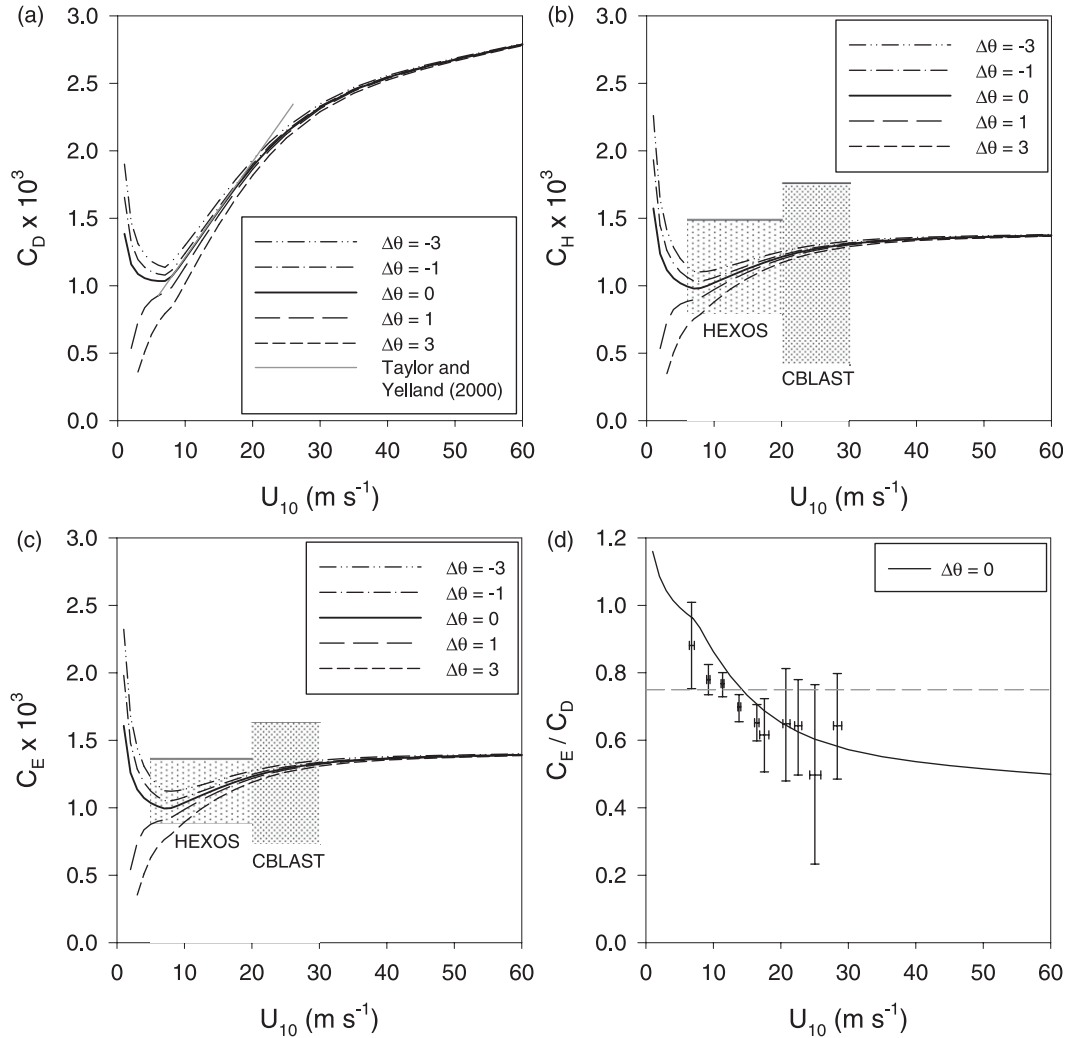 (a)
3.0
2.5
2.0
1.5
1.0
0.5
0.0
C_D x 10^3
Δθ = -3
Δθ = -1
Δθ = 0
Δθ = 1
Δθ = 3
Taylor and
Yelland (2000)
0 10 20 30 40 50 60
U_10 (m s^-1)
(b)
3.0
2.5
2.0
1.5
1.0
0.5
0.0
C_H x 10^3
Δθ = -3
Δθ = -1
Δθ = 0
Δθ = 1
Δθ = 3
HEXOS
CBLAST
0 10 20 30 40 50 60
U_10 (m s^-1)
(c)
3.0
2.5
2.0
1.5
1.0
0.5
0.0
C_E x 10^3
Δθ = -3
Δθ = -1
Δθ = 0
Δθ = 1
Δθ = 3
HEXOS
CBLAST
0 10 20 30 40 50 60
U_10 (m s^-1)
(d)
1.2
1.0
0.8
0.6
0.4
0.2
0.0
C_E / C_D
Δθ = 0
0 10 20 30 40 50 60
U_10 (m s^-1)